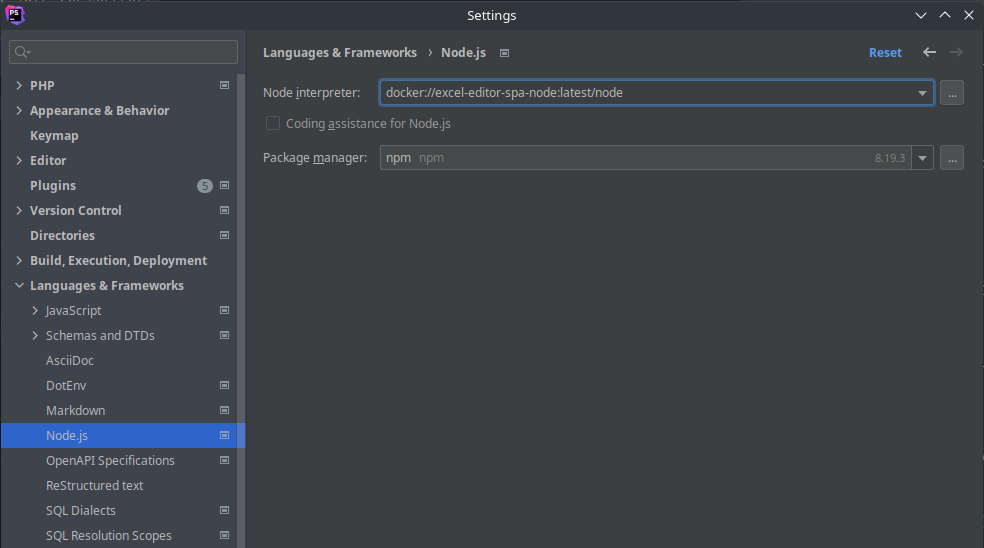 PS
Settings
Languages & Frameworks › Node.js
Reset
PHP
Appearance & Behavior
Keymap
Editor
Plugins 5
Version Control
Directories
Build, Execution, Deployment
Languages & Frameworks
JavaScript
Schemas and DTDs
AsciiDoc
DotEnv
Markdown
Node.js
OpenAPI Specifications
ReStructured text
SQL Dialects
SQL Resolution Scopes
Node interpreter: docker://excel-editor-spa-node:latest/node ...
Coding assistance for Node.js
Package manager: npm npm 8.19.3 ...